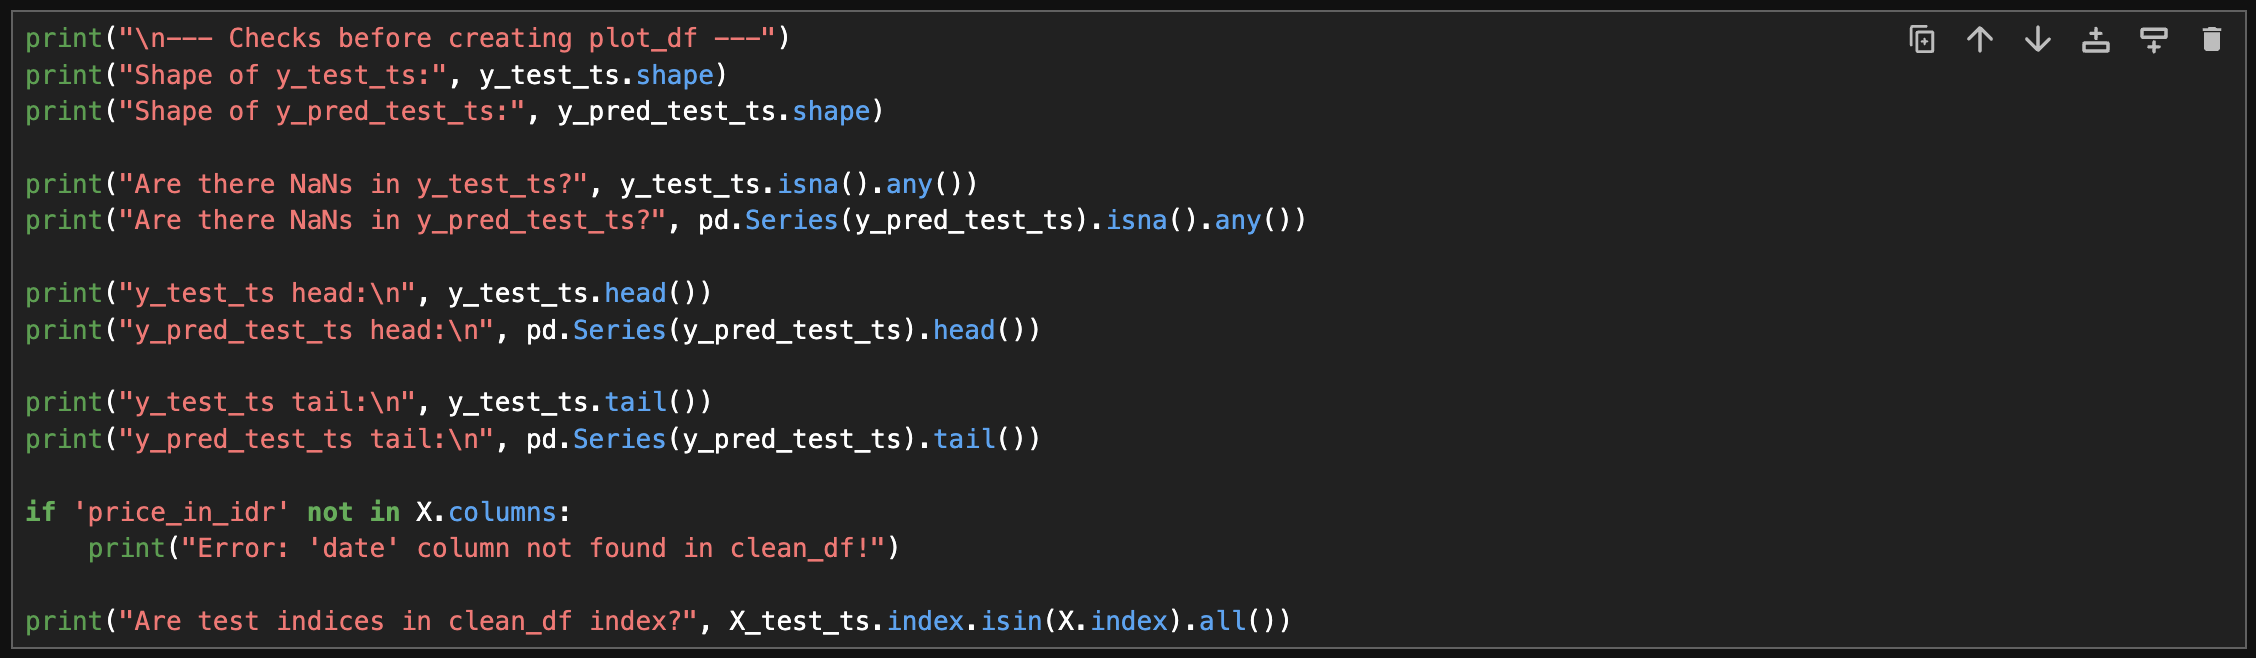 print("\n--- Checks before creating plot_df ---")
print("Shape of y_test_ts:", y_test_ts.shape)
print("Shape of y_pred_test_ts:", y_pred_test_ts.shape)

print("Are there NaNs in y_test_ts?", y_test_ts.isna().any())
print("Are there NaNs in y_pred_test_ts?", pd.Series(y_pred_test_ts).isna().any())

print("y_test_ts head:\n", y_test_ts.head())
print("y_pred_test_ts head:\n", pd.Series(y_pred_test_ts).head())

print("y_test_ts tail:\n", y_test_ts.tail())
print("y_pred_test_ts tail:\n", pd.Series(y_pred_test_ts).tail())

if 'price_in_idr' not in X.columns:
    print("Error: 'date' column not found in clean_df!")

print("Are test indices in clean_df index?", X_test_ts.index.isin(X.index).all())